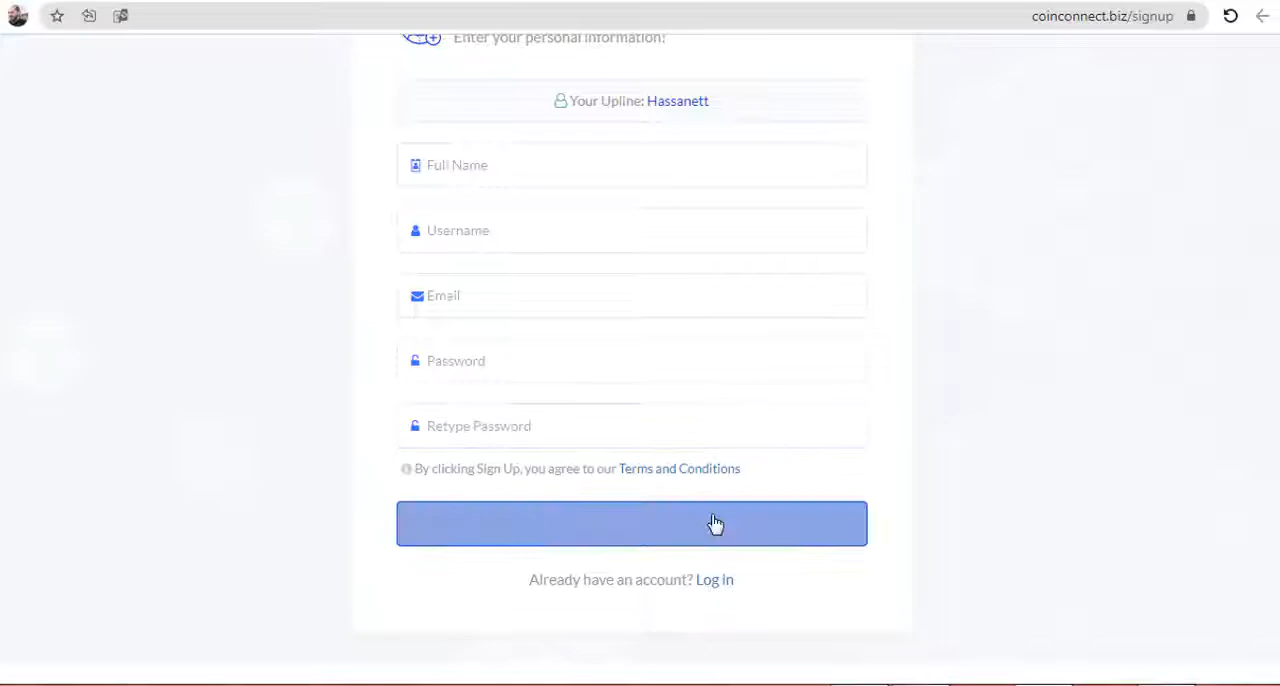 coinconnect.biz/signup
Enter your personal information:
Your Upline: Hassanett
Full Name
Username
Email
Password
Retype Password
By clicking Sign Up, you agree to our Terms and Conditions
Already have an account? Log in